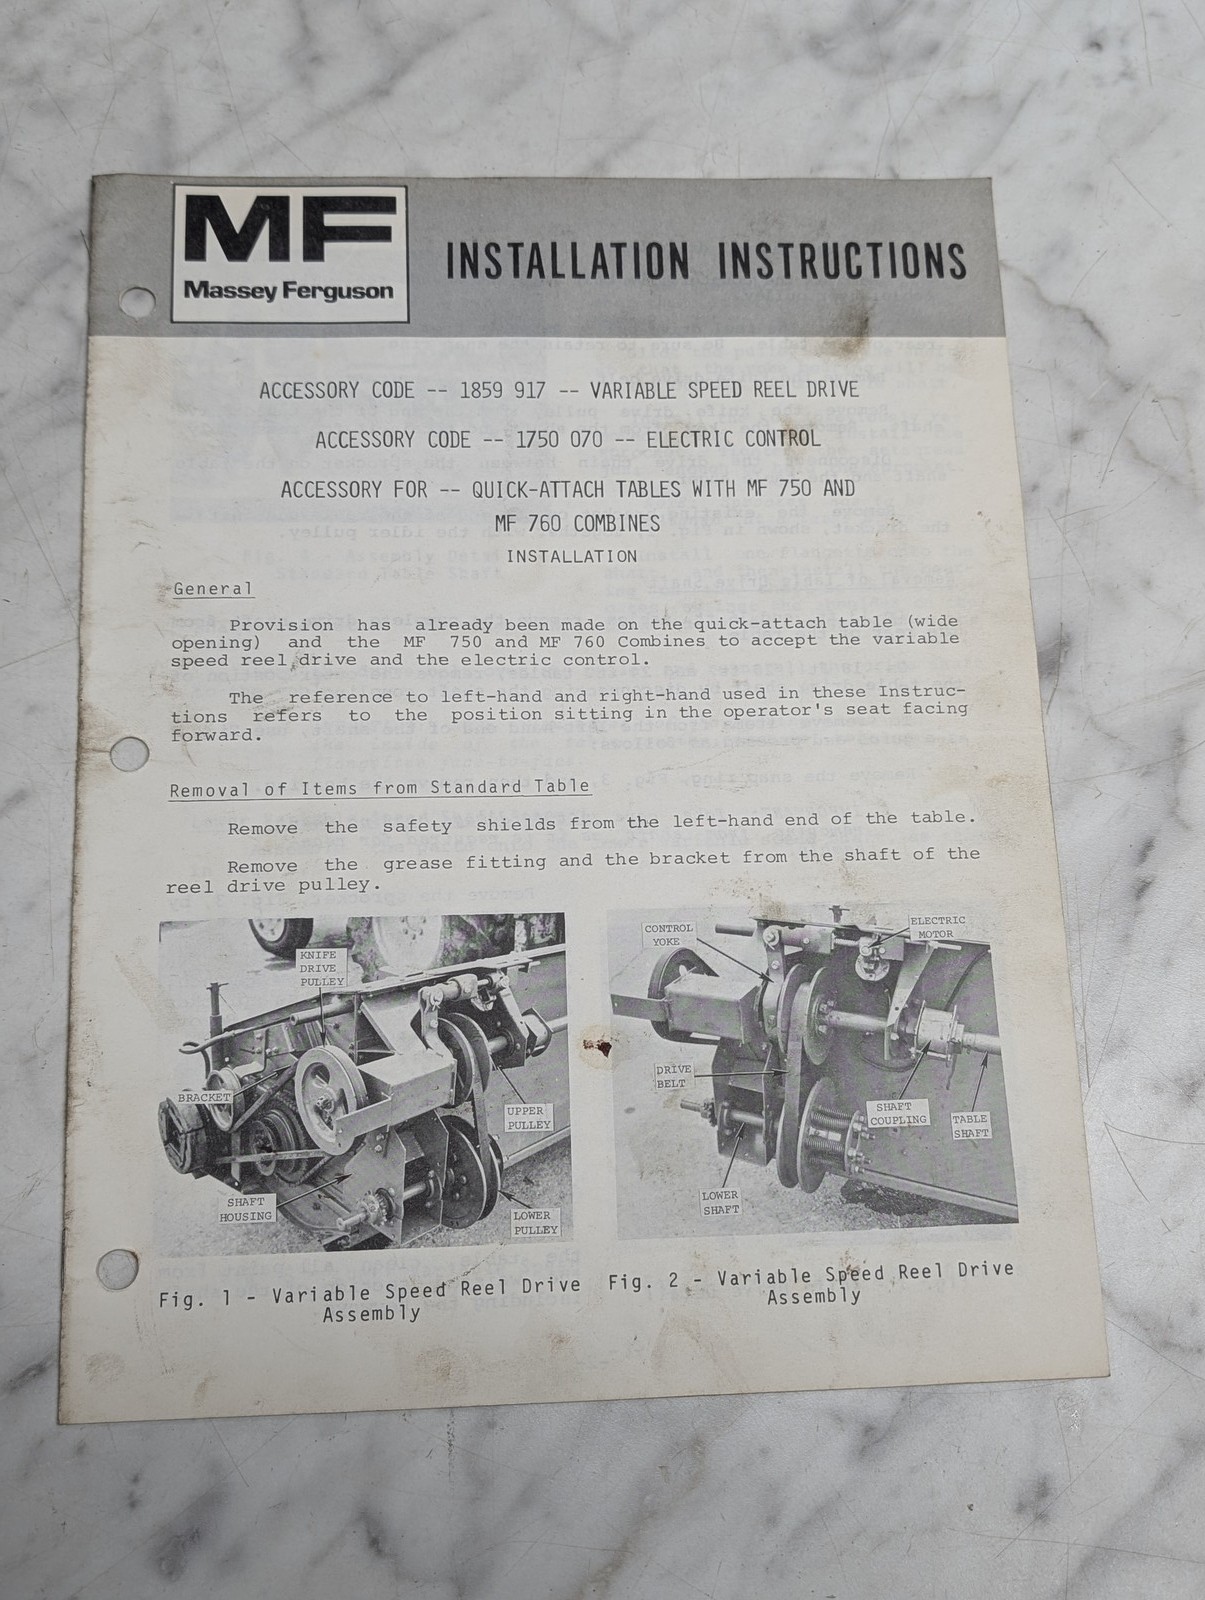 MF
Massey Ferguson
INSTALLATION INSTRUCTIONS
ACCESSORY CODE -- 1859 917 -- VARIABLE SPEED REEL DRIVE
ACCESSORY CODE -- 1750 070 -- ELECTRIC CONTROL
ACCESSORY FOR -- QUICK-ATTACH TABLES WITH MF 750 AND
MF 760 COMBINES
INSTALLATION
General
Provision has already been made on the quick-attach table (wide
opening) and the MF 750 and MF 760 Combines to accept the variable
speed reel drive and the electric control.
The reference to left-hand and right-hand used in these Instruc-
tions refers to the position sitting in the operator's seat facing
forward.
Removal of Items from Standard Table
Remove the safety shields from the left-hand end of the table.
Remove the grease fitting and the bracket from the shaft of the
reel drive pulley.
KNIFE
DRIVE
PULLEY
BRACKET
UPPER
PULLEY
SHAFT
HOUSING
LOWER
PULLEY
Fig. 1 - Variable Speed Reel Drive
Assembly
CONTROL
YOKE
ELECTRIC
MOTOR
DRIVE
BELT
SHAFT
COUPLING
TABLE
SHAFT
LOWER
SHAFT
Fig. 2 - Variable Speed Reel Drive
Assembly